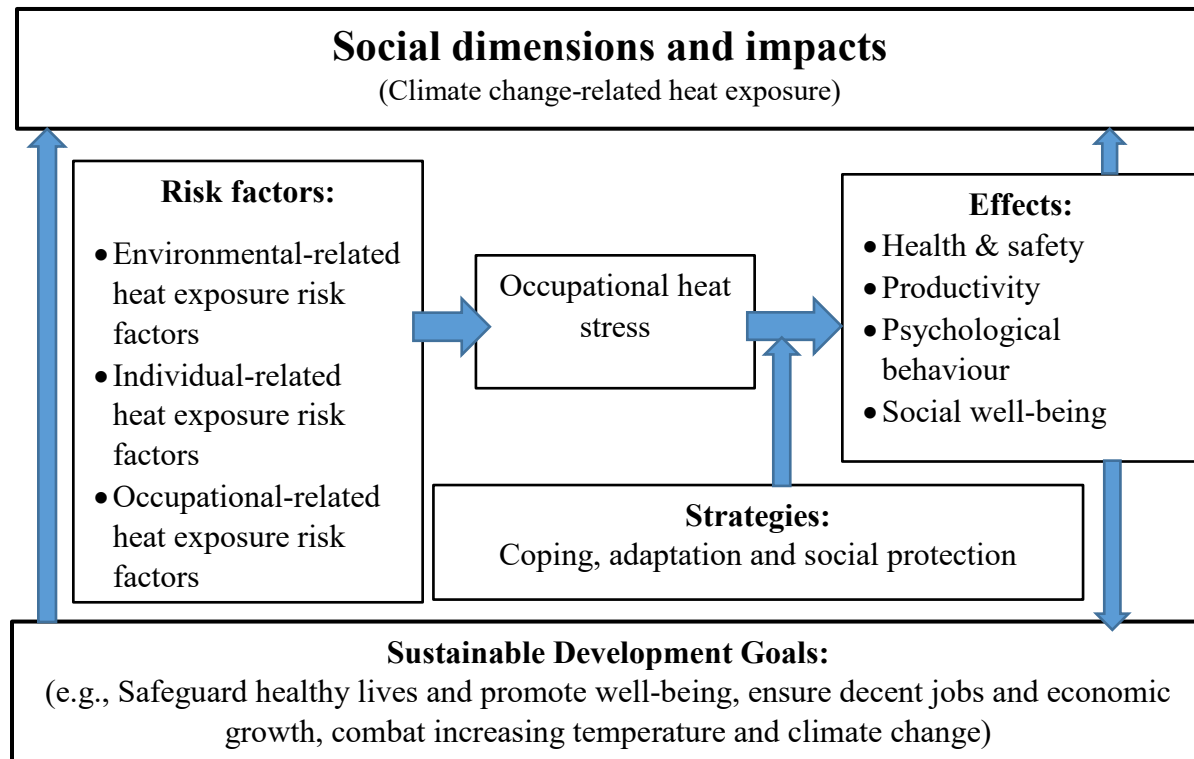 Social dimensions and impacts
(Climate change-related heat exposure)
Risk factors:
• Environmental-related
heat exposure risk
factors
• Individual-related
heat exposure risk
factors
• Occupational-related
heat exposure risk
factors
Occupational heat
stress
Effects:
• Health & safety
• Productivity
• Psychological
behaviour
• Social well-being
Strategies:
Coping, adaptation and social protection
Sustainable Development Goals:
(e.g., Safeguard healthy lives and promote well-being, ensure decent jobs and economic
growth, combat increasing temperature and climate change)